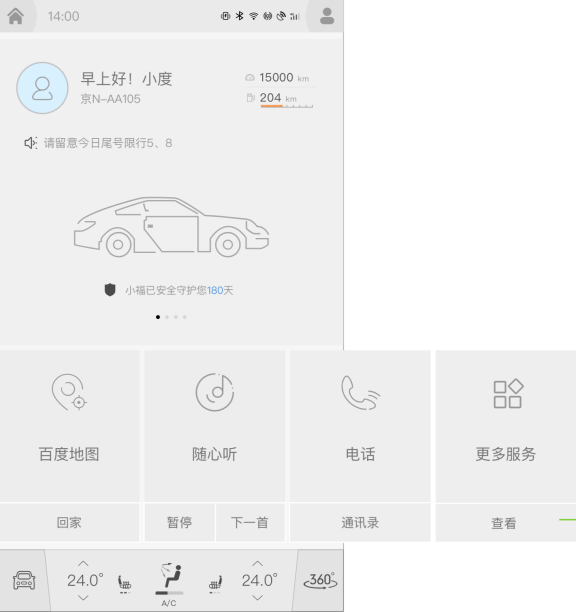 14:00
早上好！小度
京N-AA105
15000 km
204 km
请留意今日尾号限行5、8
小福已安全守护您180天
百度地图
随心听
电话
更多服务
回家
暂停
下一首
通讯录
查看
24.0°
A/C
24.0°
360°